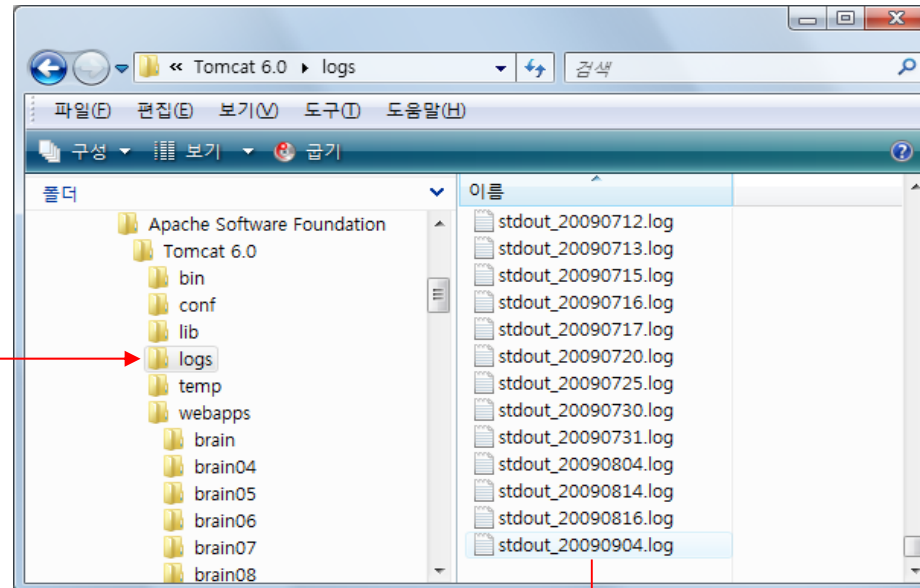 « Tomcat 6.0 ▸ logs
검색
파일(F) 편집(E) 보기(V) 도구(T) 도움말(H)
구성 보기 굽기
폴더
Apache Software Foundation
Tomcat 6.0
bin
conf
lib
logs
temp
webapps
brain
brain04
brain05
brain06
brain07
brain08
이름
stdout_20090712.log
stdout_20090713.log
stdout_20090715.log
stdout_20090716.log
stdout_20090717.log
stdout_20090720.log
stdout_20090725.log
stdout_20090730.log
stdout_20090731.log
stdout_20090804.log
stdout_20090814.log
stdout_20090816.log
stdout_20090904.log